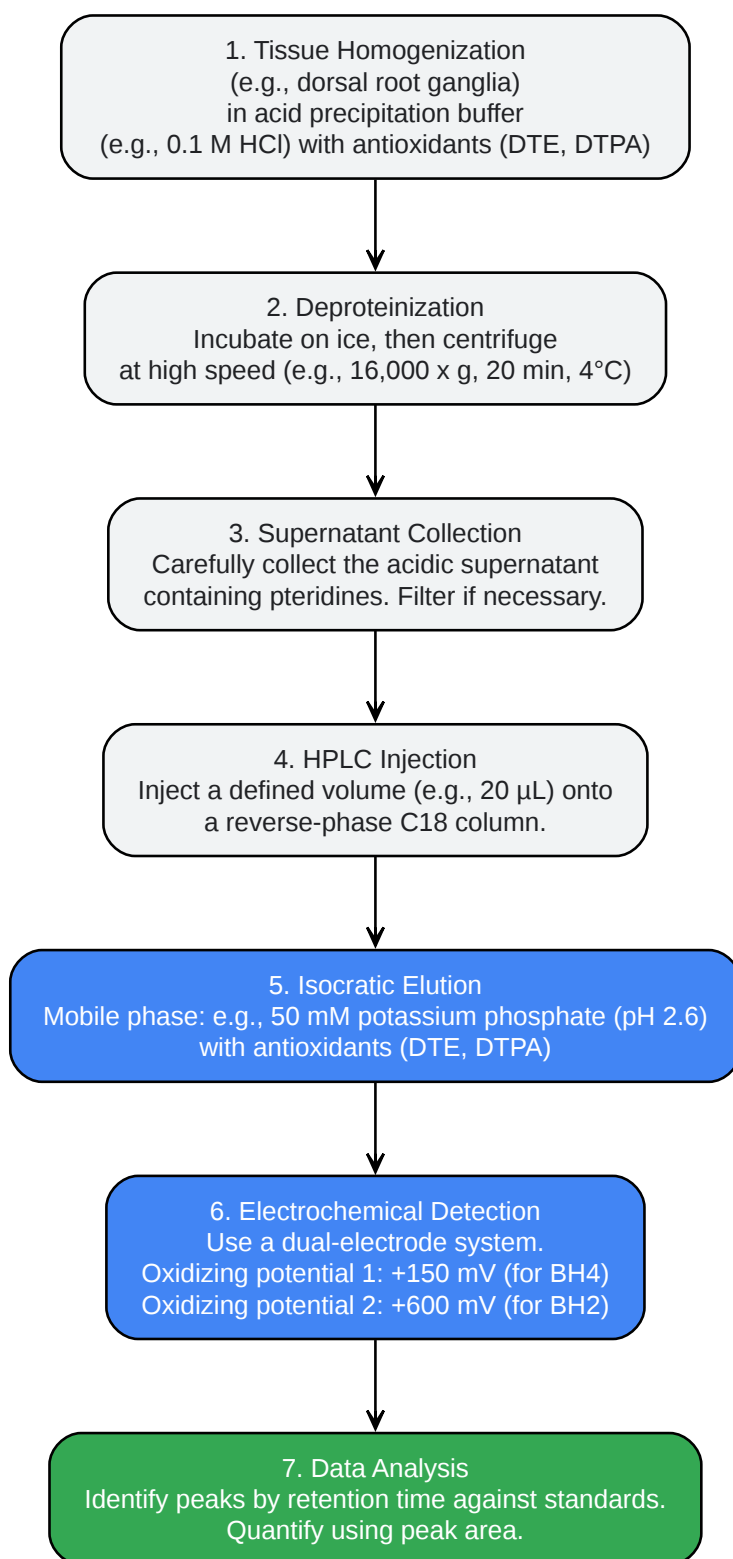 1. Tissue Homogenization
(e.g., dorsal root ganglia)
in acid precipitation buffer
(e.g., 0.1 M HCl) with antioxidants (DTE, DTPA)
2. Deproteinization
Incubate on ice, then centrifuge
at high speed (e.g., 16,000 x g, 20 min, 4°C)
3. Supernatant Collection
Carefully collect the acidic supernatant
containing pteridines. Filter if necessary.
4. HPLC Injection
Inject a defined volume (e.g., 20 µL) onto
a reverse-phase C18 column.
5. Isocratic Elution
Mobile phase: e.g., 50 mM potassium phosphate (pH 2.6)
with antioxidants (DTE, DTPA)
6. Electrochemical Detection
Use a dual-electrode system.
Oxidizing potential 1: +150 mV (for BH4)
Oxidizing potential 2: +600 mV (for BH2)
7. Data Analysis
Identify peaks by retention time against standards.
Quantify using peak area.